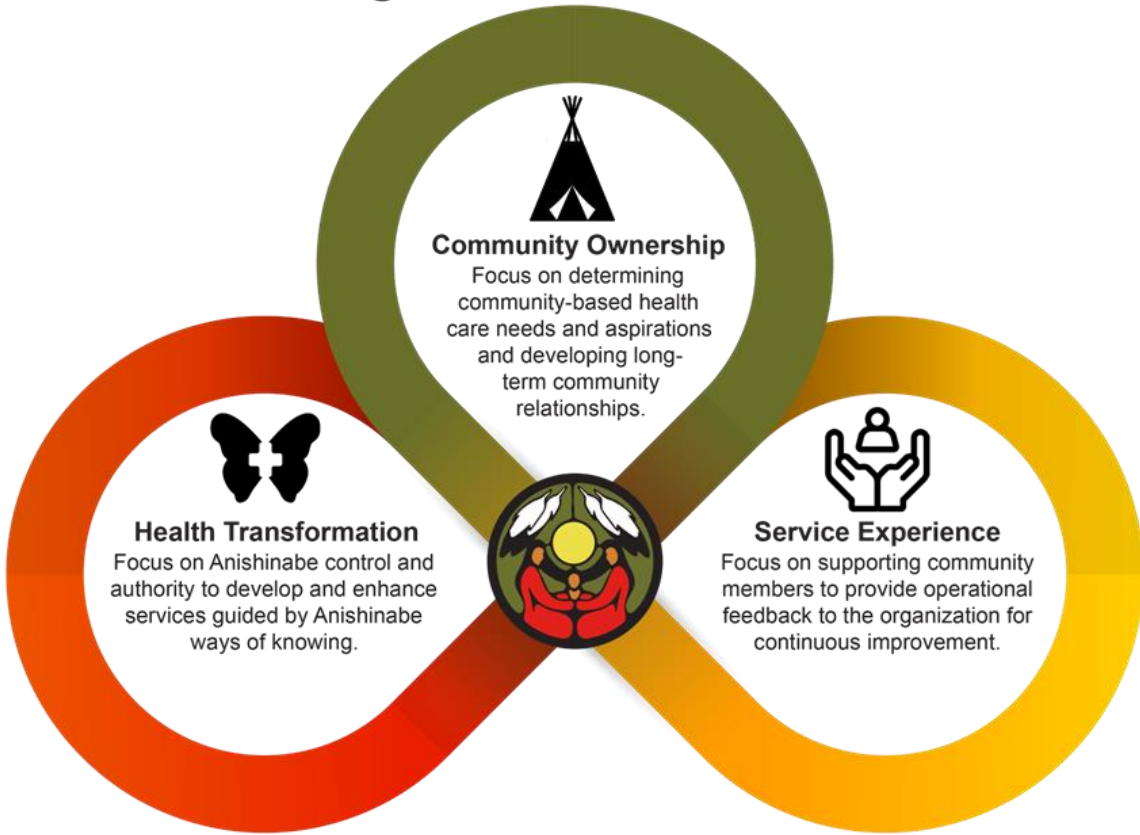 Community Ownership
Focus on determining
community-based health
care needs and aspirations
and developing long-
term community
relationships.
Health Transformation
Focus on Anishinabe control and
authority to develop and enhance
services guided by Anishinabe
ways of knowing.
Service Experience
Focus on supporting community
members to provide operational
feedback to the organization for
continuous improvement.